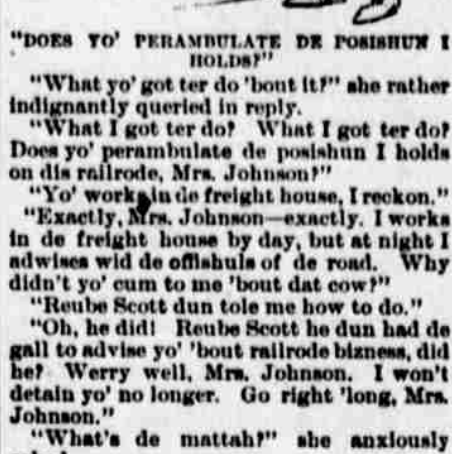 "DOES YO' PERAMBULATE DE POSISHUN I
HOLDS?"
"What yo' got ter do 'bout it?" she rather
indignantly queried in reply.
"What I got ter do? What I got ter do?
Does yo' perambulate de posishun I holds
on dis railrode, Mrs. Johnson?"
"Yo' works in de freight house, I reckon."
"Exactly, Mrs. Johnson—exactly. I works
in de freight house by day, but at night I
adwises wid de offishuls of de road. Why
didn't yo' cum to me 'bout dat cow?"
"Reube Scott dun tole me how to do."
"Oh, he did! Reube Scott he dun had de
gall to advise yo' 'bout railrode bizness, did
he? Werry well, Mrs. Johnson. I won't
detain yo' no longer. Go right 'long, Mrs.
Johnson."
"What's de mattah?" she anxiously